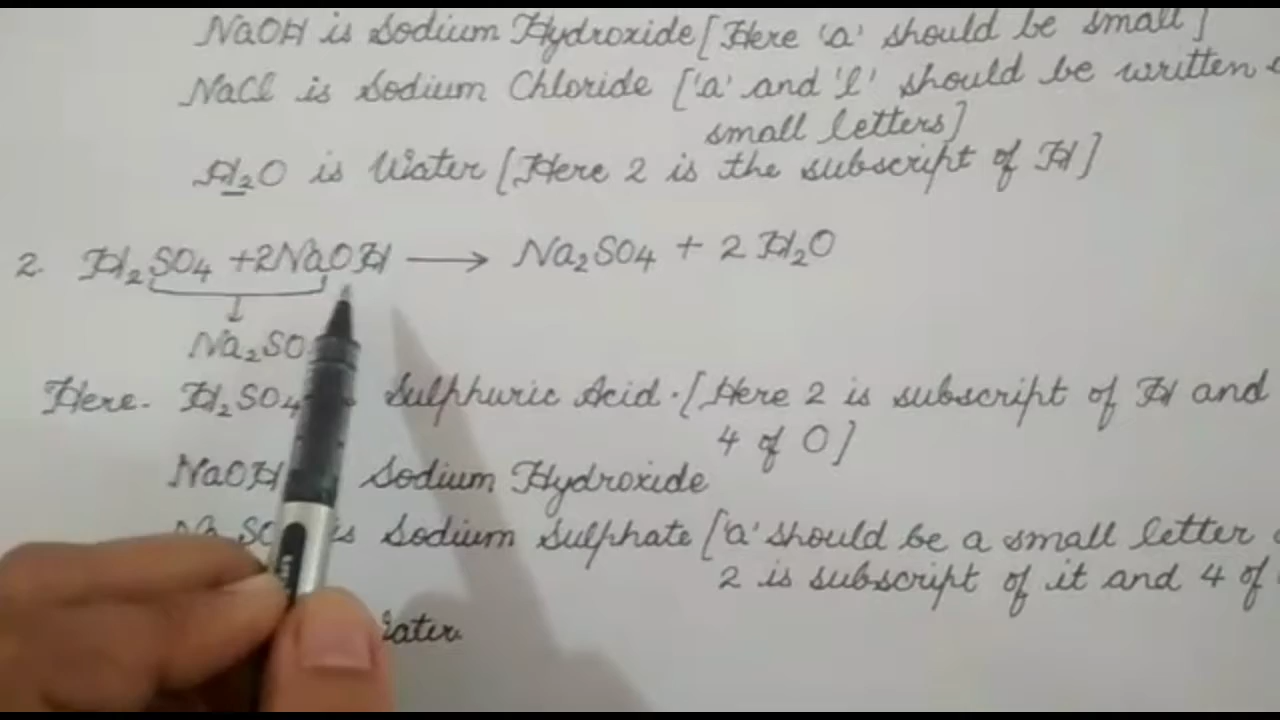 NaOH is Sodium Hydroxide [Here 'a' should be small]
NaCl is Sodium Chloride ['a' and 'l' should be written
small letters]
H₂O is Water [Here 2 is the subscript of H]
2. H₂SO₄ + 2NaOH → Na₂SO₄ + 2H₂O
Na₂SO
Here. H₂SO₄ Sulphuric Acid. [Here 2 is subscript of H and
4 of O]
NaOH Sodium Hydroxide
is Sodium Sulphate ['a' should be a small letter
2 is subscript of it and 4 of